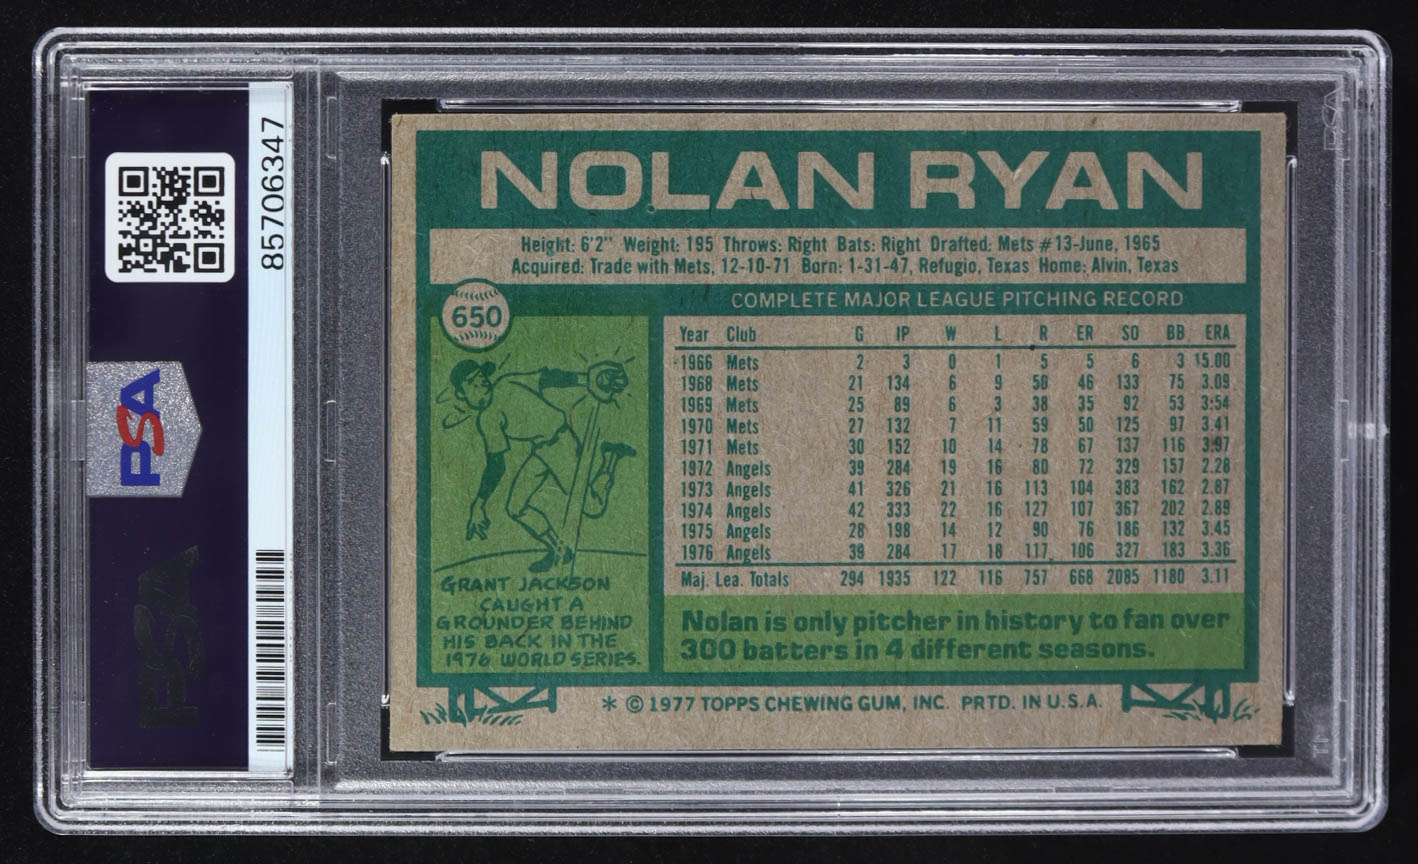 85706347
PSA
PSA
NOLAN RYAN
Height: 6'2" Weight: 195 Throws: Right Bats: Right Drafted: Mets #13-June, 1965
Acquired: Trade with Mets, 12-10-71 Born: 1-31-47, Refugio, Texas Home: Alvin, Texas
650
COMPLETE MAJOR LEAGUE PITCHING RECORD
Year Club G IP W L R ER SO BB ERA
1966 Mets 2 3 0 1 5 5 6 3 15.00
1968 Mets 21 134 6 9 50 46 133 75 3.09
1969 Mets 25 89 6 3 38 35 92 53 3.54
1970 Mets 27 132 7 11 59 50 125 97 3.41
1971 Mets 30 152 10 14 78 67 137 116 3.97
1972 Angels 39 284 19 16 80 72 329 157 2.28
1973 Angels 41 326 21 16 113 104 383 162 2.87
1974 Angels 42 333 22 16 127 107 367 202 2.89
1975 Angels 28 198 14 12 90 76 186 132 3.45
1976 Angels 39 284 17 18 117 106 327 183 3.36
Maj. Lea. Totals 294 1935 122 116 757 668 2085 1180 3.11
Nolan is only pitcher in history to fan over
300 batters in 4 different seasons.
GRANT JACKSON
CAUGHT A
GROUNDER BEHIND
HIS BACK IN THE
1976 WORLD SERIES.
* © 1977 TOPPS CHEWING GUM, INC. PRTD. IN U.S.A.